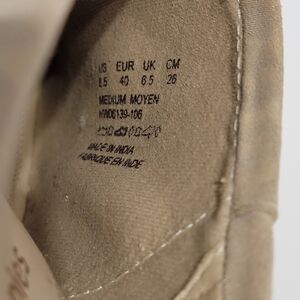 US EUR UK CM
8.5 40 6.5 26
MEDIUM MOYEN
MADE IN INDIA
FABRIQUE EN INDE